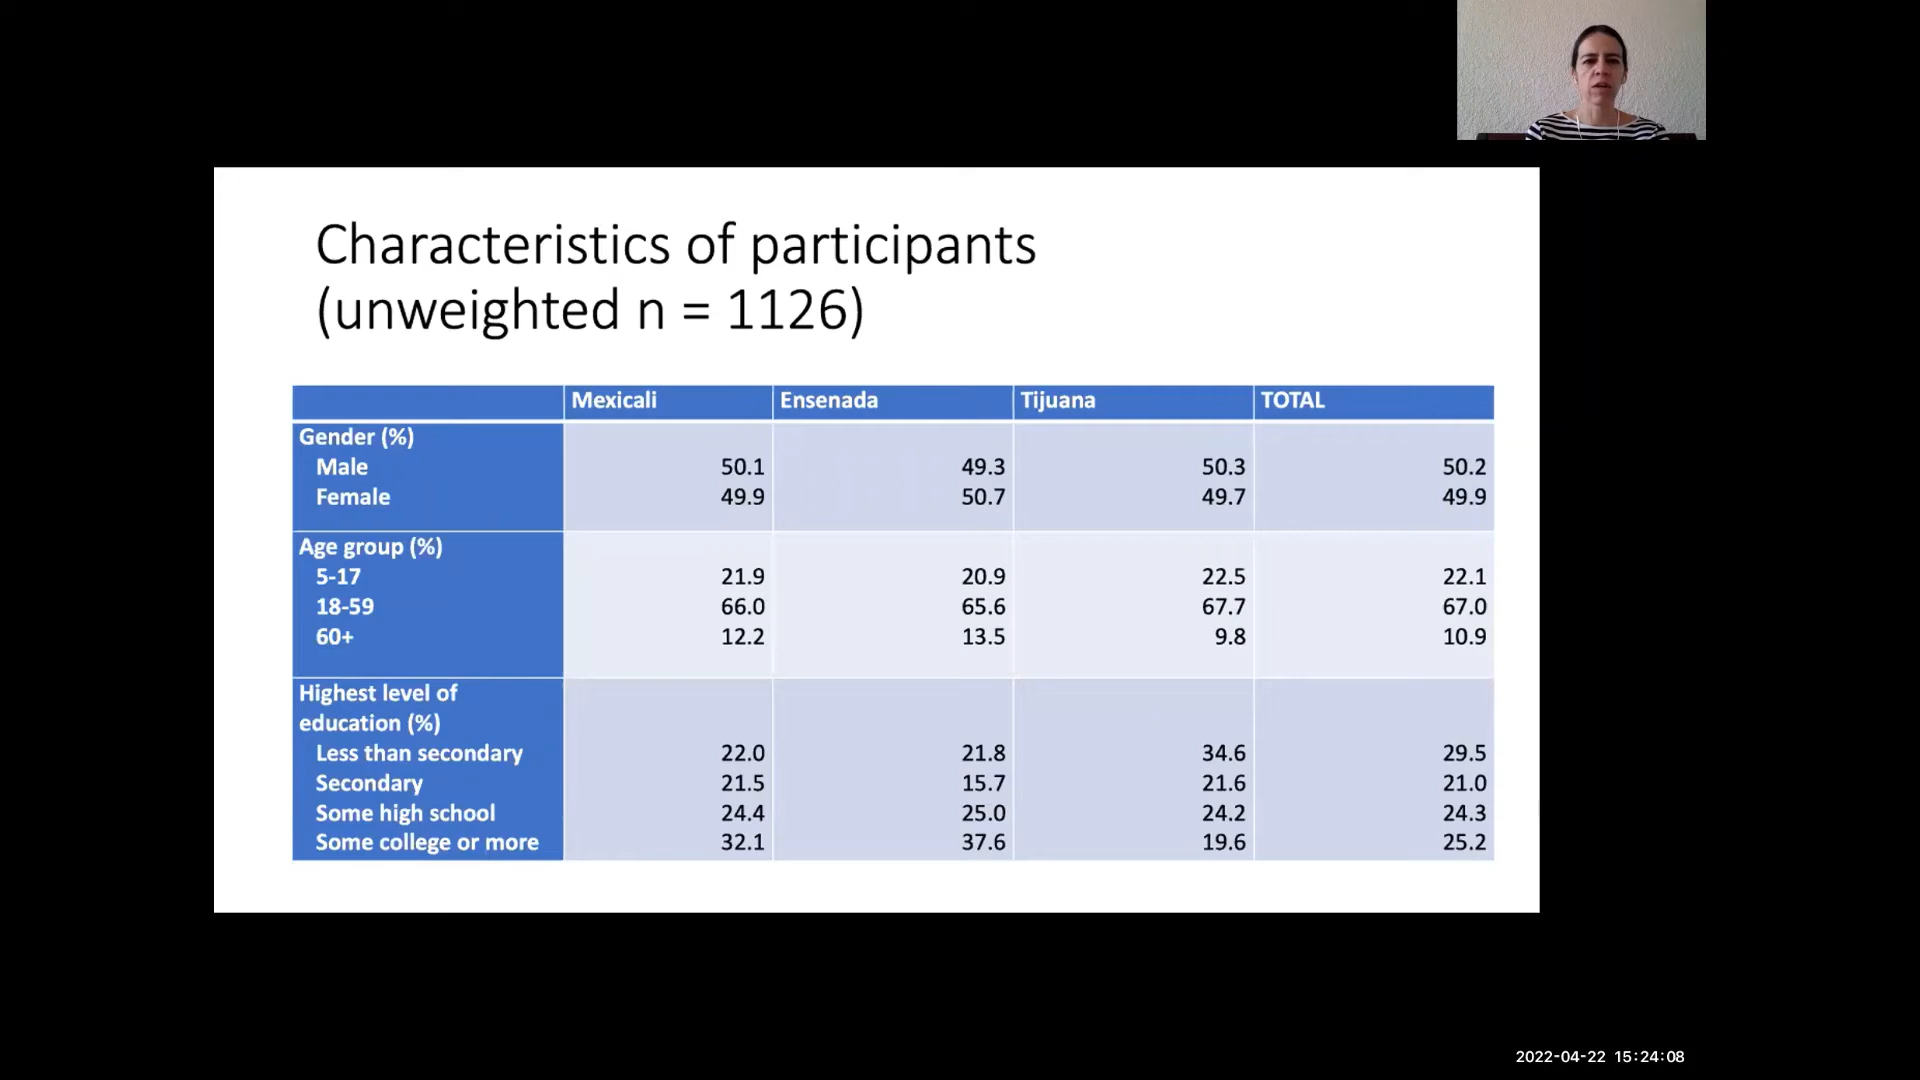 Characteristics of participants
(unweighted n = 1126)
Mexicali Ensenada Tijuana TOTAL
Gender (%)
Male 50.1 49.3 50.3 50.2
Female 49.9 50.7 49.7 49.9
Age group (%)
5-17 21.9 20.9 22.5 22.1
18-59 66.0 65.6 67.7 67.0
60+ 12.2 13.5 9.8 10.9
Highest level of
education (%)
Less than secondary 22.0 21.8 34.6 29.5
Secondary 21.5 15.7 21.6 21.0
Some high school 24.4 25.0 24.2 24.3
Some college or more 32.1 37.6 19.6 25.2
2022-04-22 15:24:08